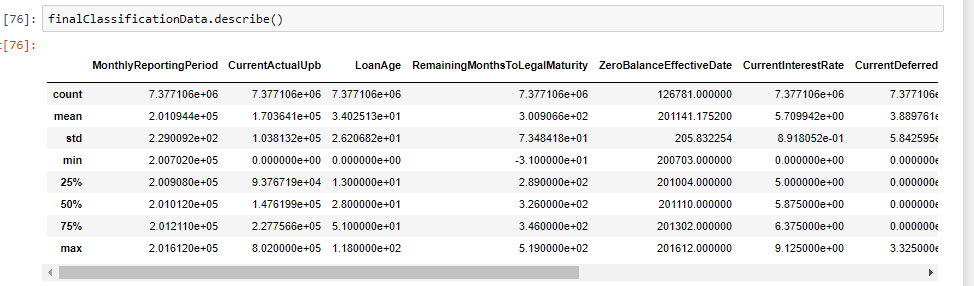 [76]: finalClassificationData.describe()
[76]:
MonthlyReportingPeriod CurrentActualUpb LoanAge RemainingMonthsToLegalMaturity ZeroBalanceEffectiveDate CurrentInterestRate CurrentDeferred
count 7.377106e+06 7.377106e+06 7.377106e+06 7.377106e+06 126781.000000 7.377106e+06 7.377106e
mean 2.010944e+05 1.703641e+05 3.402513e+01 3.009066e+02 201141.175200 5.709942e+00 3.889761e
std 2.290092e+02 1.038132e+05 2.620682e+01 7.348418e+01 205.832254 8.918052e-01 5.842595e
min 2.007020e+05 0.000000e+00 0.000000e+00 -3.100000e+01 200703.000000 0.000000e+00 0.000000e
25% 2.009080e+05 9.376719e+04 1.300000e+01 2.890000e+02 201004.000000 5.000000e+00 0.000000e
50% 2.010120e+05 1.476199e+05 2.800000e+01 3.260000e+02 201110.000000 5.875000e+00 0.000000e
75% 2.012110e+05 2.277566e+05 5.100000e+01 3.460000e+02 201302.000000 6.375000e+00 0.000000e
max 2.016120e+05 8.020000e+05 1.180000e+02 5.190000e+02 201612.000000 9.125000e+00 3.325000e